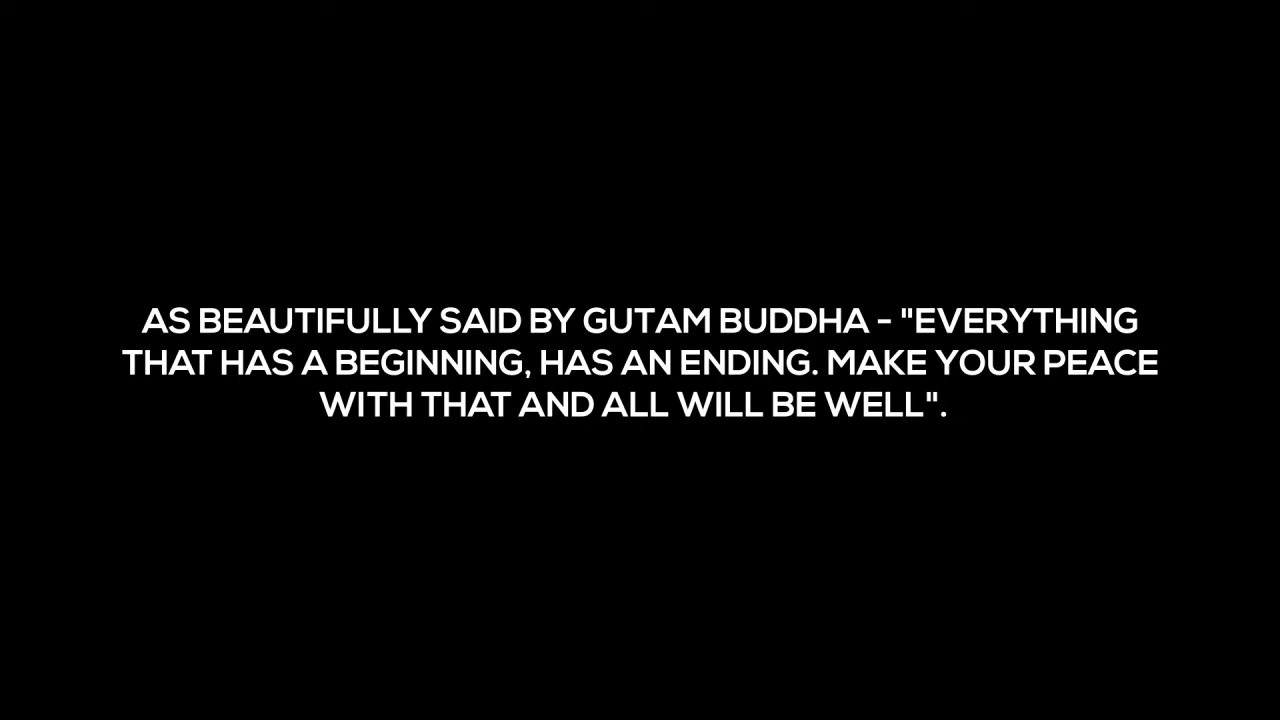 AS BEAUTIFULLY SAID BY GUTAM BUDDHA - "EVERYTHING
THAT HAS A BEGINNING, HAS AN ENDING. MAKE YOUR PEACE
WITH THAT AND ALL WILL BE WELL".